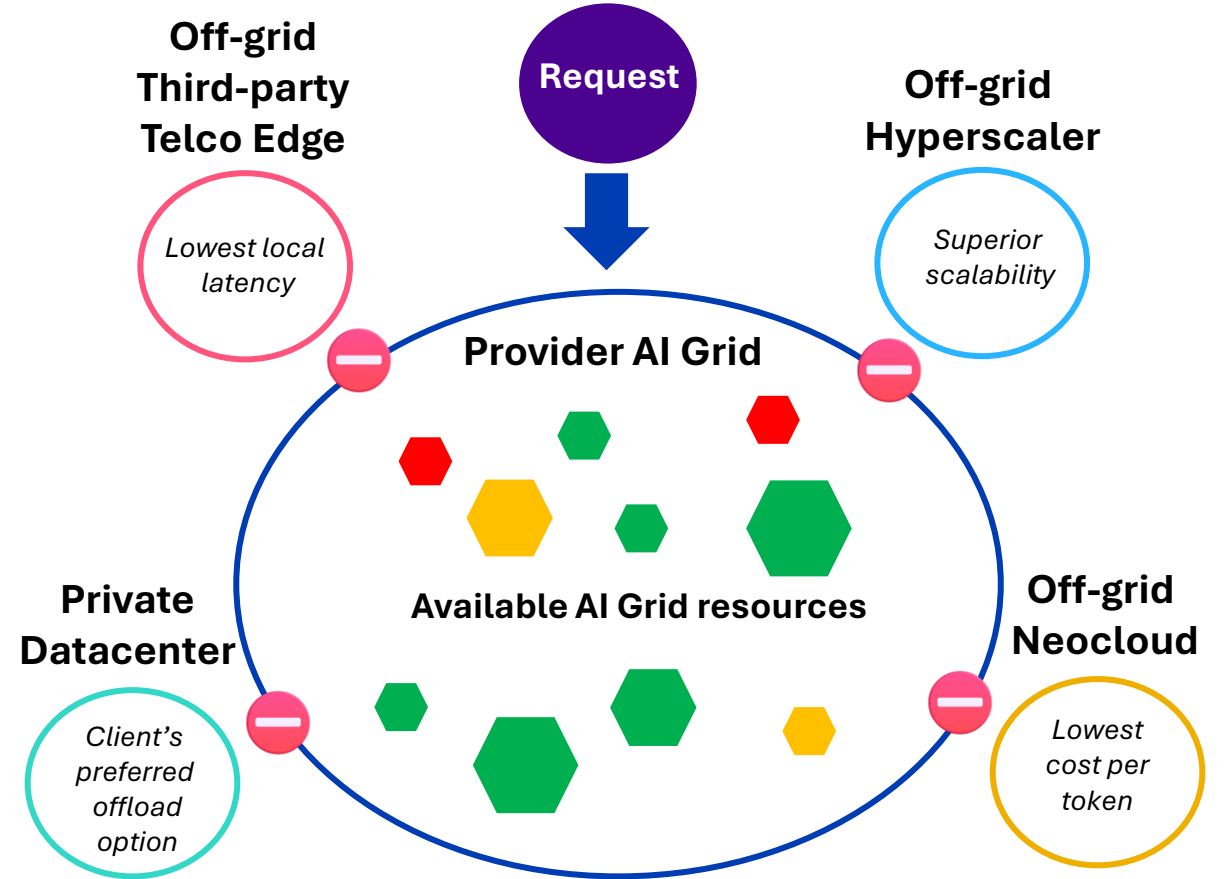 Off-grid
Third-party
Telco Edge
Lowest local
latency
Request
Off-grid
Hyperscaler
Superior
scalability
Provider AI Grid
Available AI Grid resources
Private
Datacenter
Client’s
preferred
offload
option
Off-grid
Neocloud
Lowest
cost per
token